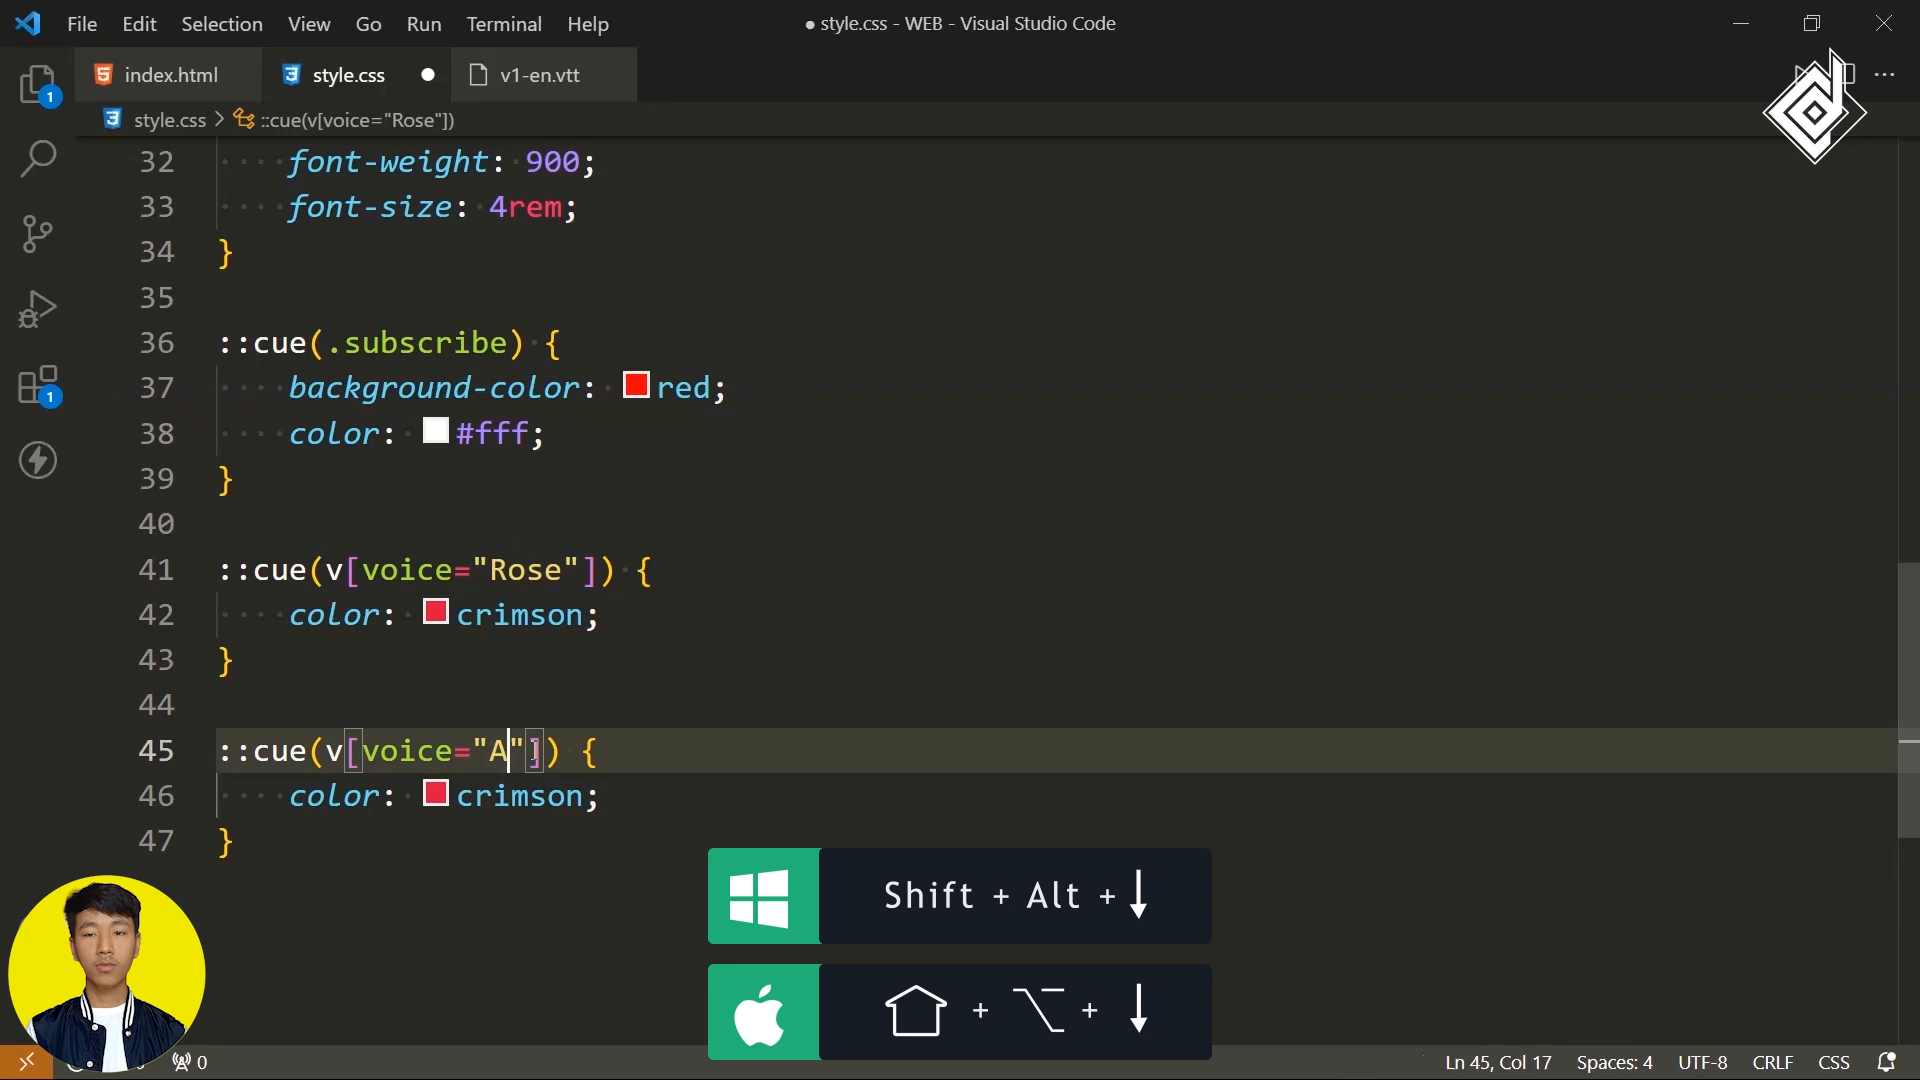 File Edit Selection View Go Run Terminal Help
● style.css - WEB - Visual Studio Code
index.html
style.css
v1-en.vtt
style.css > ::cue(v[voice="Rose"])
32 font-weight: 900;
33 font-size: 4rem;
34 }
35
36 ::cue(.subscribe) {
37 background-color: red;
38 color: #fff;
39 }
40
41 ::cue(v[voice="Rose"]) {
42 color: crimson;
43 }
44
45 ::cue(v[voice="A"]) {
46 color: crimson;
47 }
1
1
Shift + Alt + ↓
+ ⌥ + ↓
0
Ln 45, Col 17 Spaces: 4 UTF-8 CRLF CSS